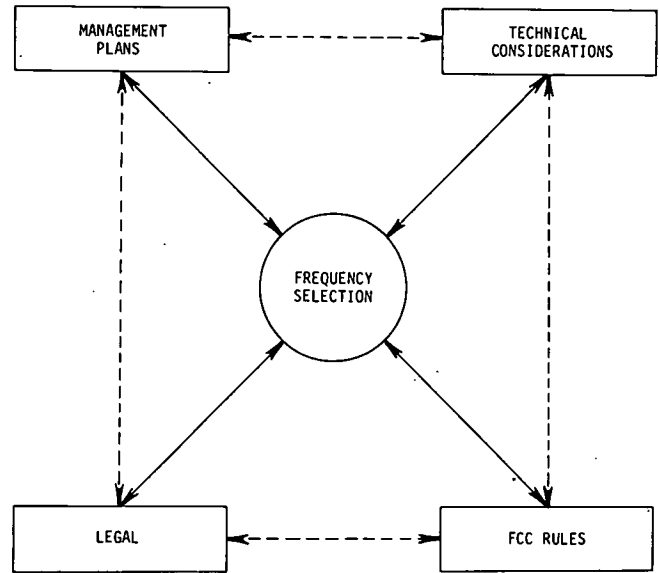 MANAGEMENT
PLANS
TECHNICAL
CONSIDERATIONS
FREQUENCY
SELECTION
LEGAL
FCC RULES